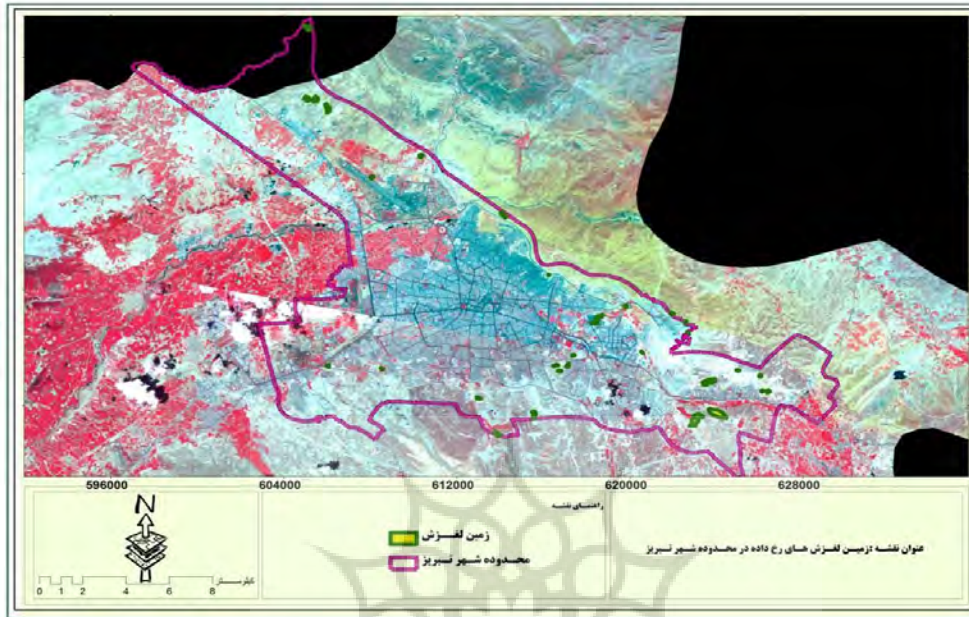 596000 604000 612000 620000 628000
راهنمای نقشه
زمین لغزش
محدوده شهر تبریز
عنوان نقشه :زمین لغزش های رخ داده در محدوده شهر تبریز
N
کیلومتر
0 1 2 4 6 8